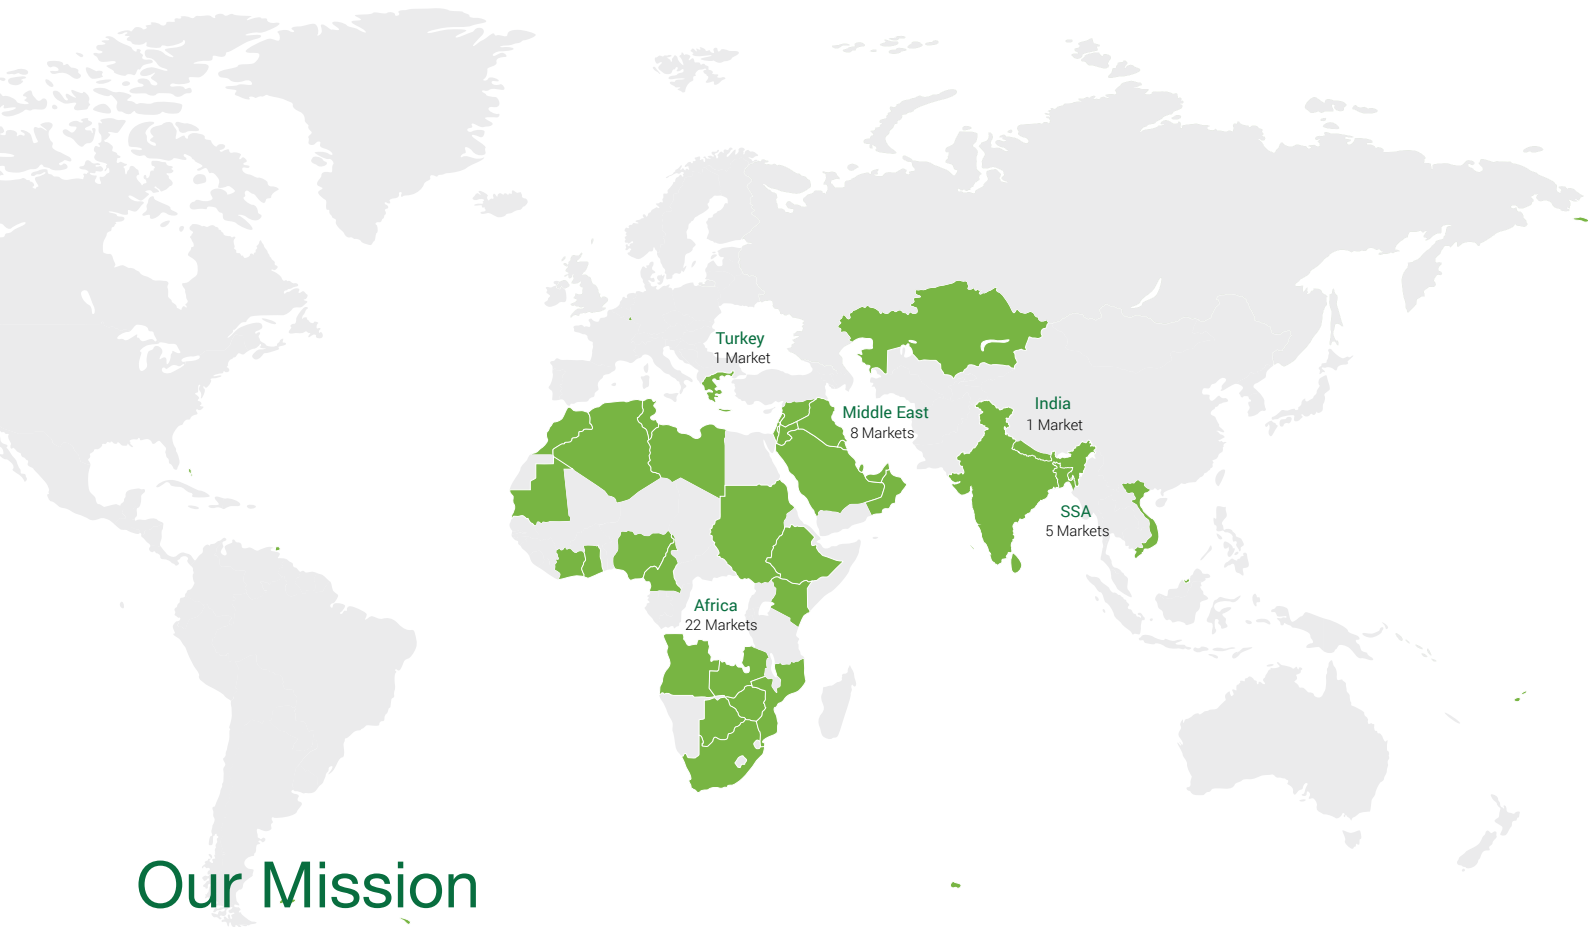 Turkey
1 Market
Middle East
8 Markets
India
1 Market
SSA
5 Markets
Africa
22 Markets
Our Mission